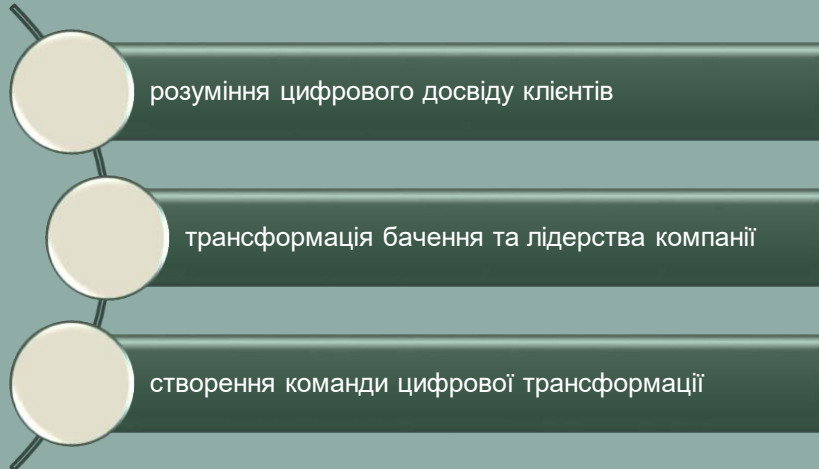 розуміння цифрового досвіду клієнтів
трансформація бачення та лідерства компанії
створення команди цифрової трансформації